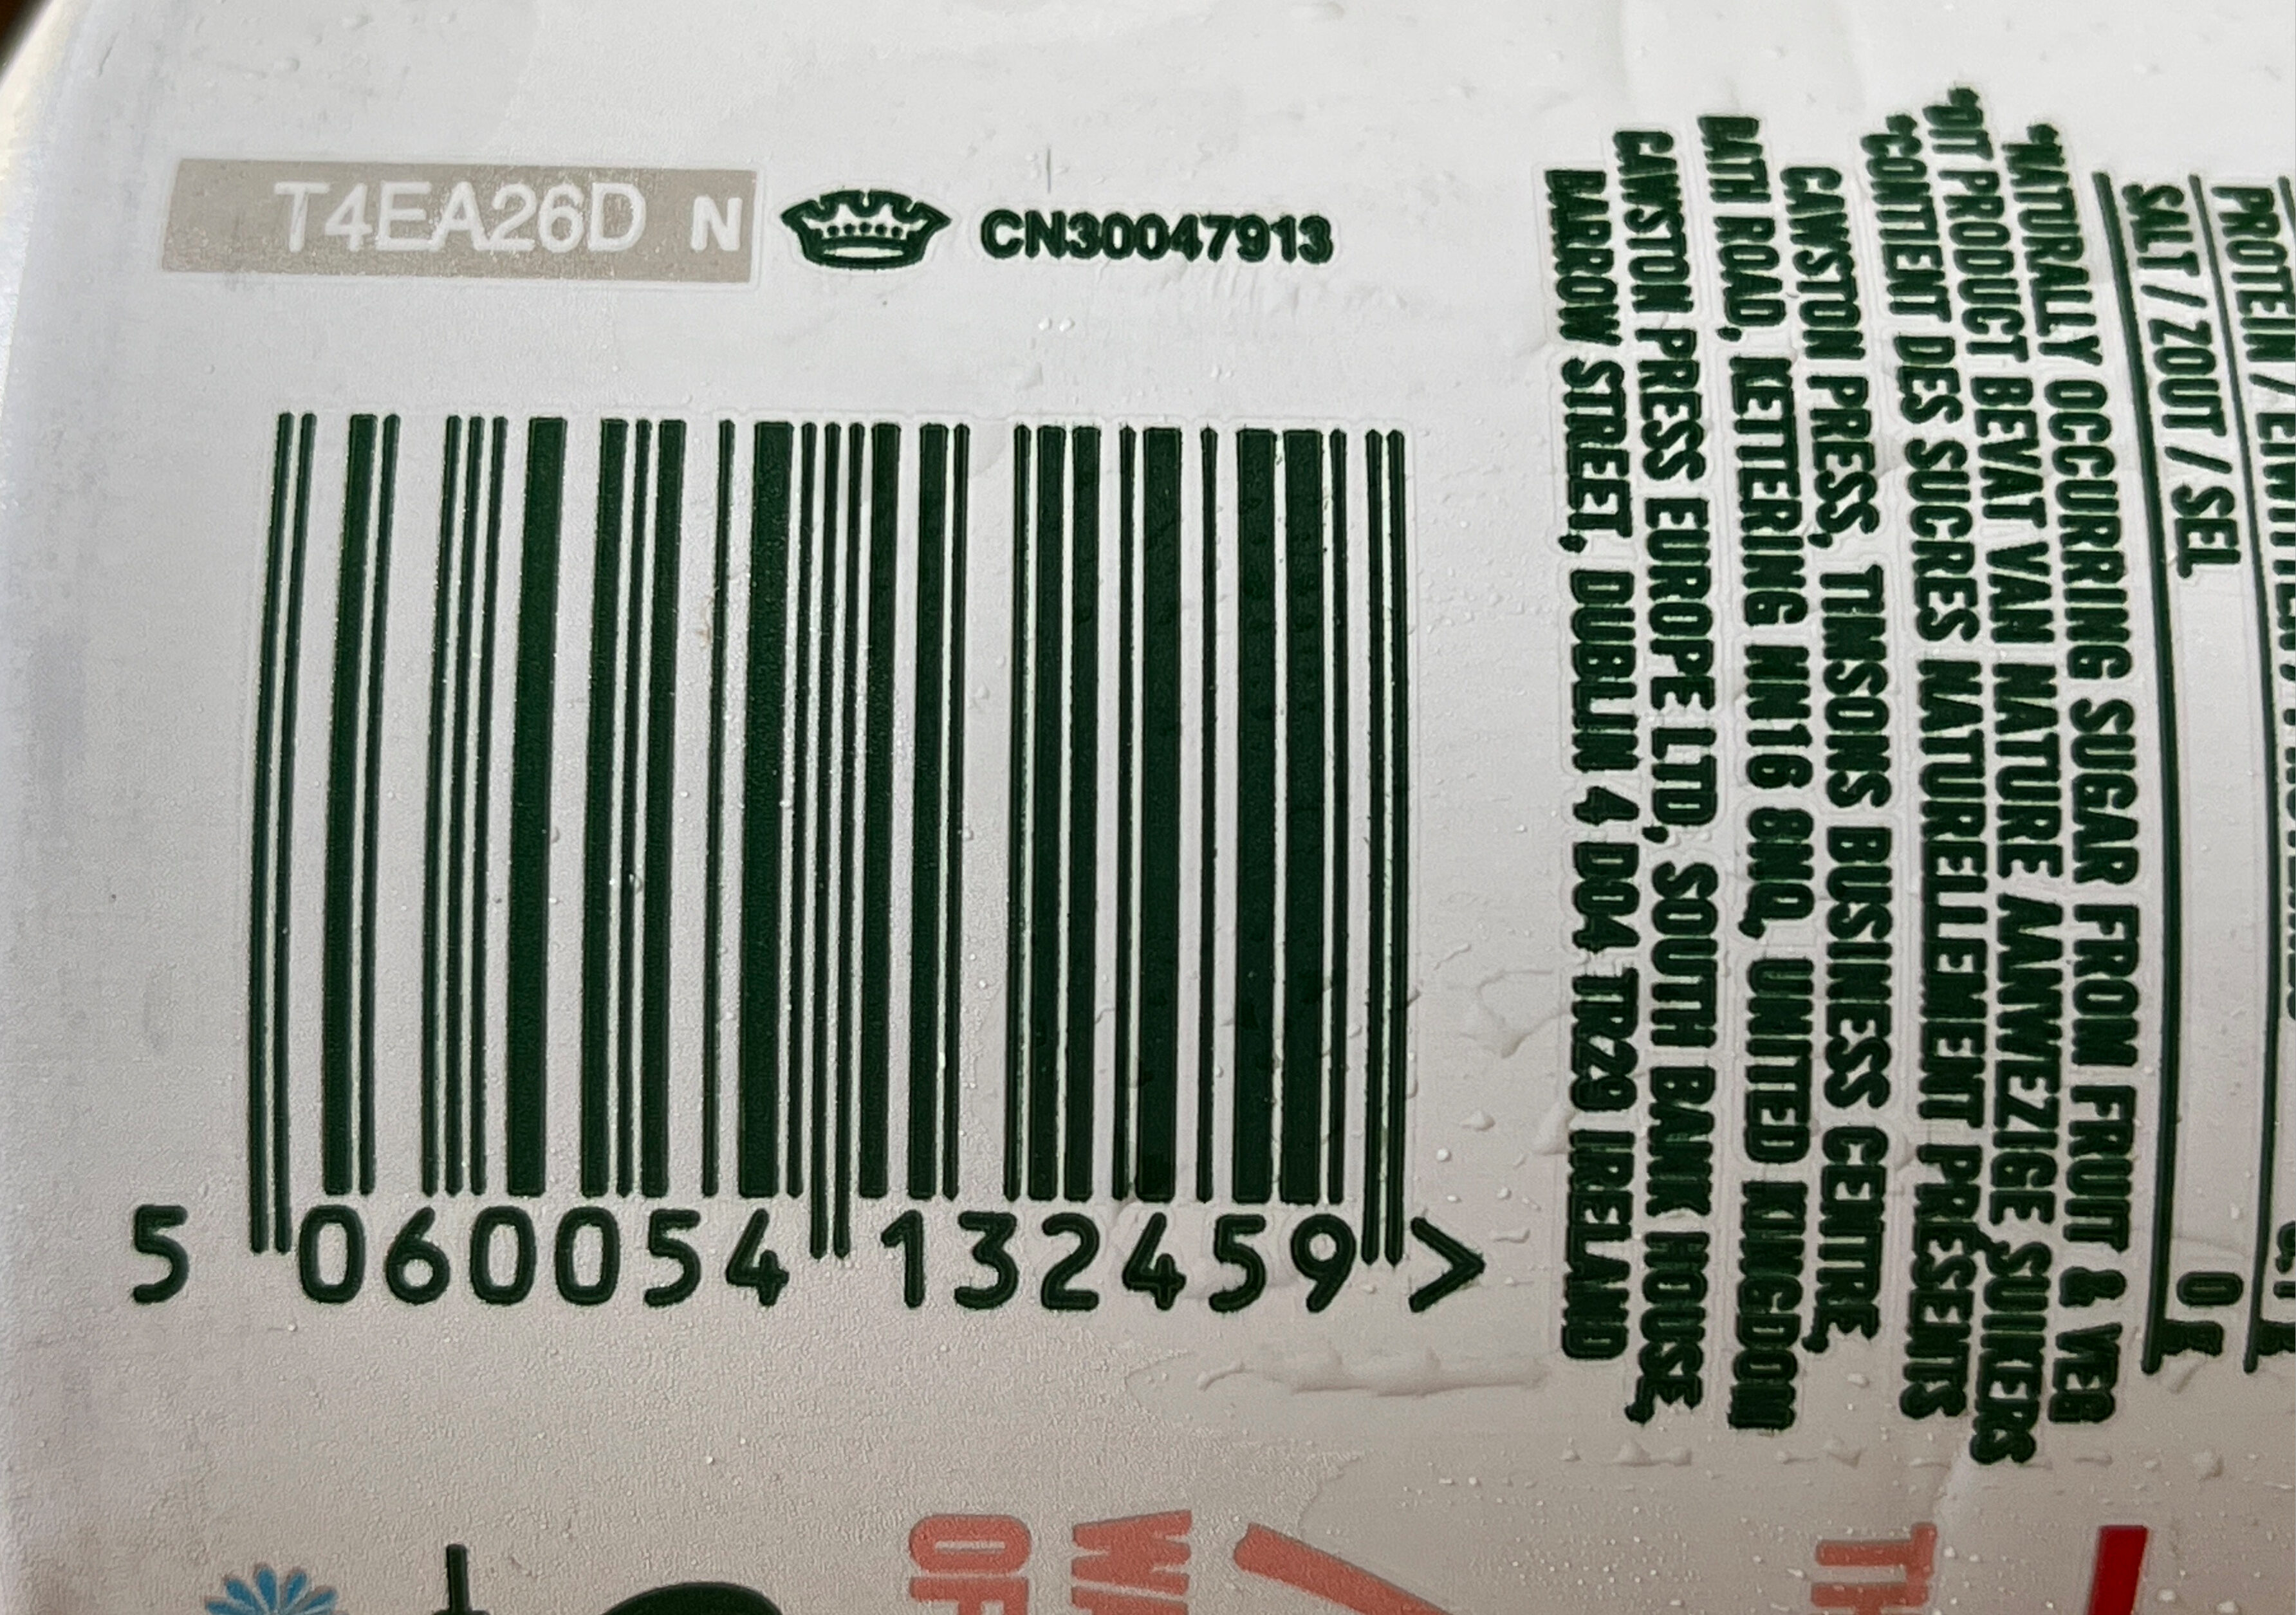 T4EA26D N CN30047913
5 060054 132459 >
PROTEIN /
SALT / ZOUT / SEL 0 g
*NATURALLY OCCURRING SUGAR FROM FRUIT & VEG
*DIT PRODUCT BEVAT VAN NATURE AANWEZIGE SUIKERS
*CONTIENT DES SUCRES NATURELLEMENT PRÉSENTS
CAWSTON PRESS, TIMSONS BUSINESS CENTRE,
BATH ROAD, KETTERING NN16 8NQ, UNITED KINGDOM
CAWSTON PRESS EUROPE LTD, SOUTH BANK HOUSE,
BARROW STREET, DUBLIN 4 D04 TR29 IRELAND
OF